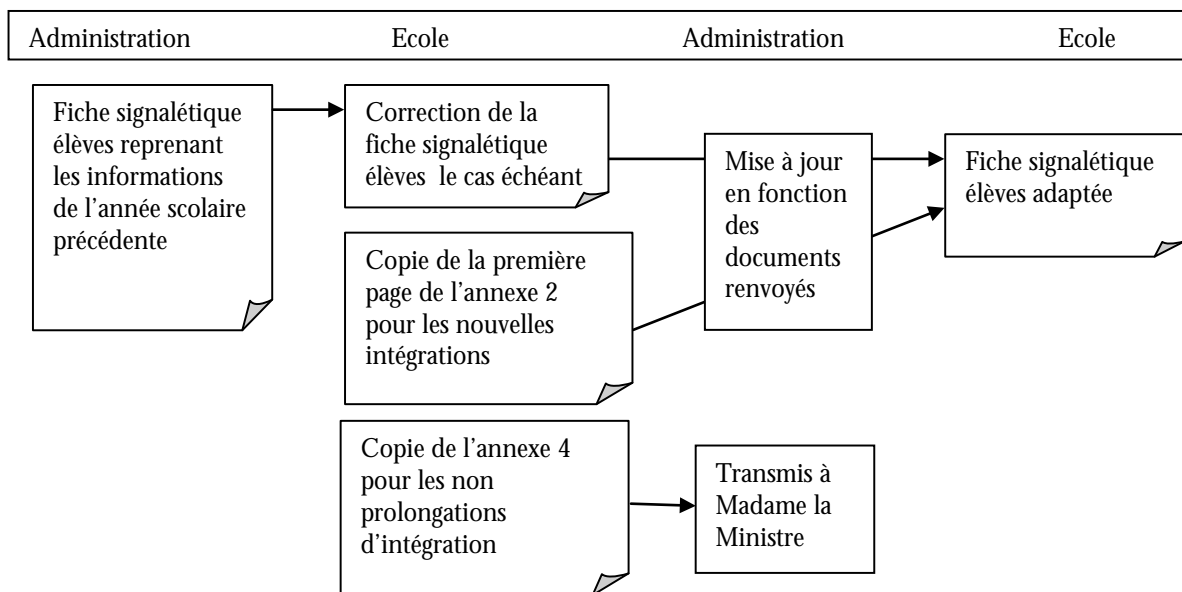 Administration Ecole Administration Ecole
Fiche signalétique
élèves reprenant
les informations
de l'année scolaire
précédente
Correction de la
fiche signalétique
élèves le cas échéant
Copie de la première
page de l'annexe 2
pour les nouvelles
intégrations
Copie de l'annexe 4
pour les non
prolongations
d'intégration
Mise à jour
en fonction
des
documents
renvoyés
Transmis à
Madame la
Ministre
Fiche signalétique
élèves adaptée